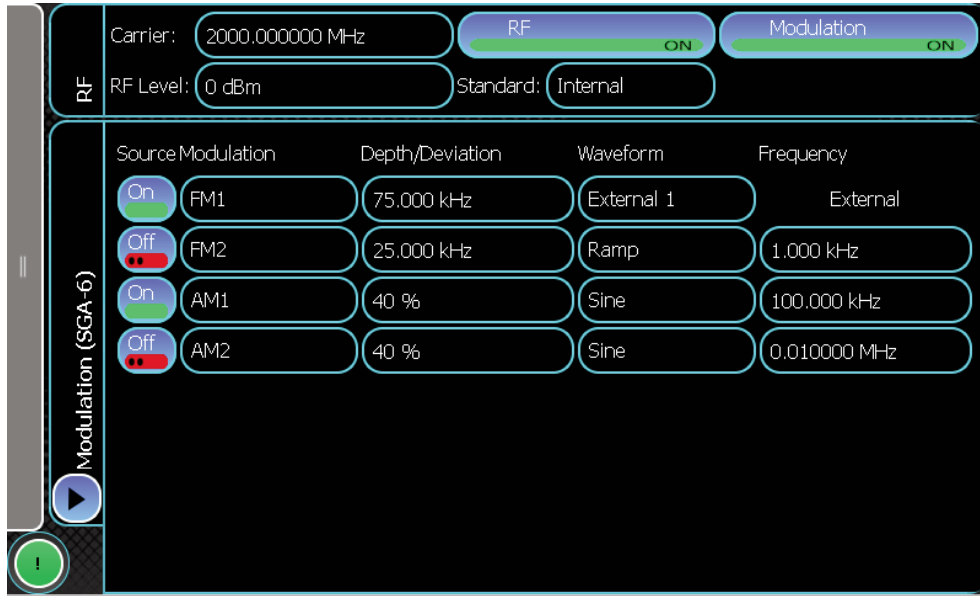 RF
Carrier: 2000.000000 MHz RF ON Modulation ON
RF Level: 0 dBm Standard: Internal
Modulation (SGA-6)
Source Modulation Depth/Deviation Waveform Frequency
On FM1 75.000 kHz External 1 External
Off FM2 25.000 kHz Ramp 1.000 kHz
On AM1 40 % Sine 100.000 kHz
Off AM2 40 % Sine 0.010000 MHz
!